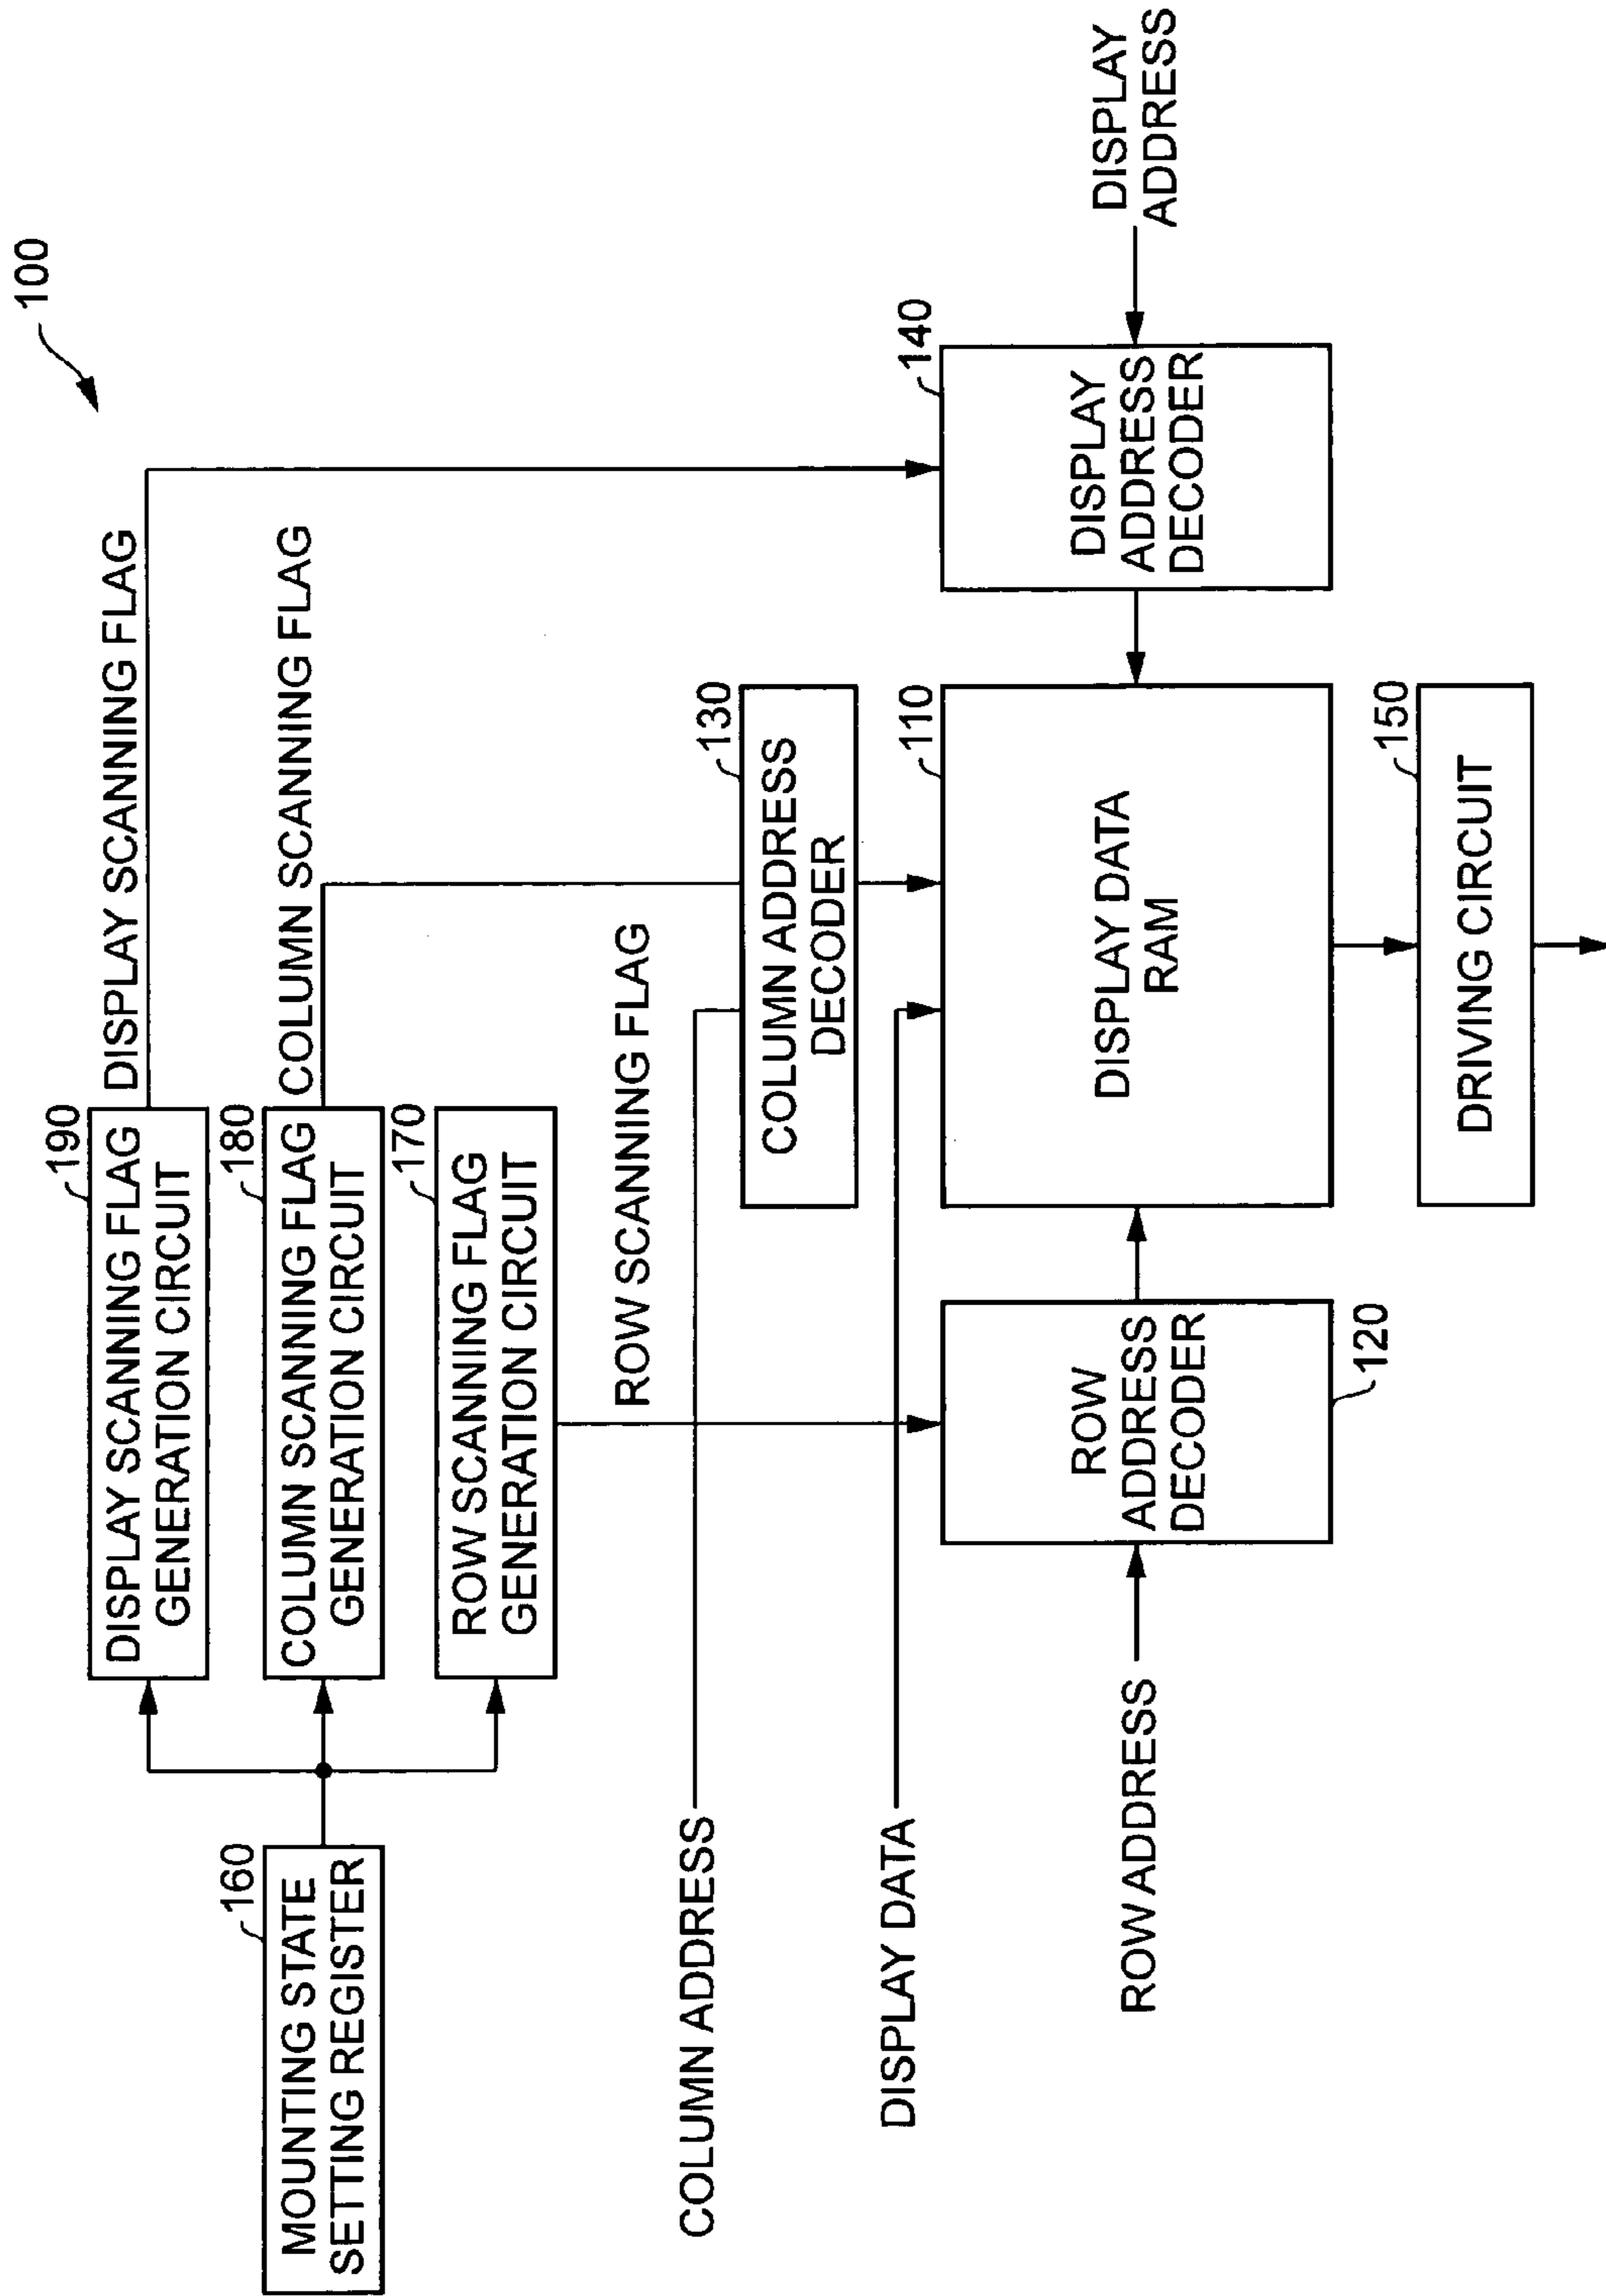 100
160
MOUNTING STATE
SETTING REGISTER
190
DISPLAY SCANNING FLAG
GENERATION CIRCUIT
DISPLAY SCANNING FLAG
180
COLUMN SCANNING FLAG
GENERATION CIRCUIT
COLUMN SCANNING FLAG
170
ROW SCANNING FLAG
GENERATION CIRCUIT
ROW SCANNING FLAG
COLUMN ADDRESS
130
COLUMN ADDRESS
DECODER
DISPLAY DATA
110
DISPLAY DATA
RAM
140
DISPLAY
ADDRESS
DECODER
DISPLAY
ADDRESS
ROW ADDRESS
ROW
ADDRESS
DECODER
120
150
DRIVING CIRCUIT